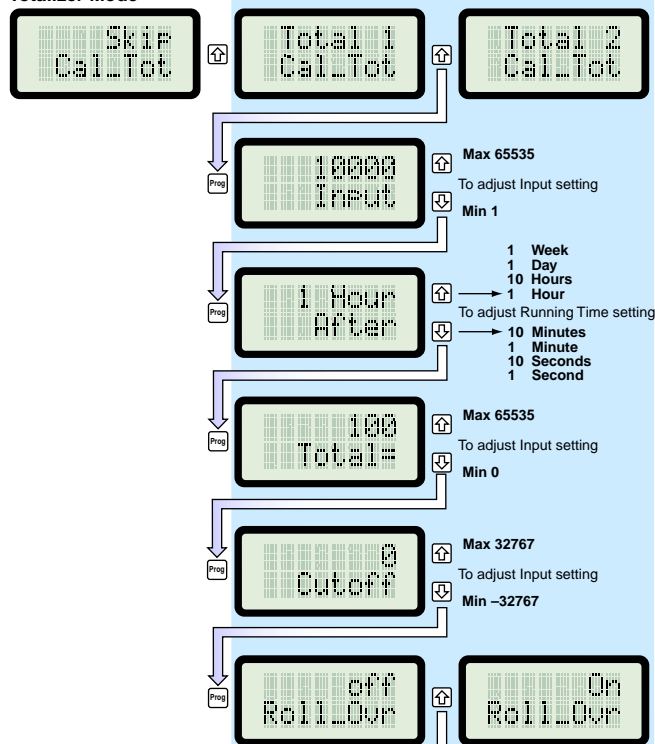 Skip
Cal_Tot
Total 1
Cal_Tot
Total 2
Cal_Tot
Prog
10000
Input
Max 65535
To adjust Input setting
Min 1
Prog
1 Hour
After
1 Week
1 Day
10 Hours
1 Hour
To adjust Running Time setting
10 Minutes
1 Minute
10 Seconds
1 Second
Prog
100
Total=
Max 65535
To adjust Input setting
Min 0
Prog
0
Cutoff
Max 32767
To adjust Input setting
Min –32767
Prog
off
Roll_Ovr
On
Roll_Ovr